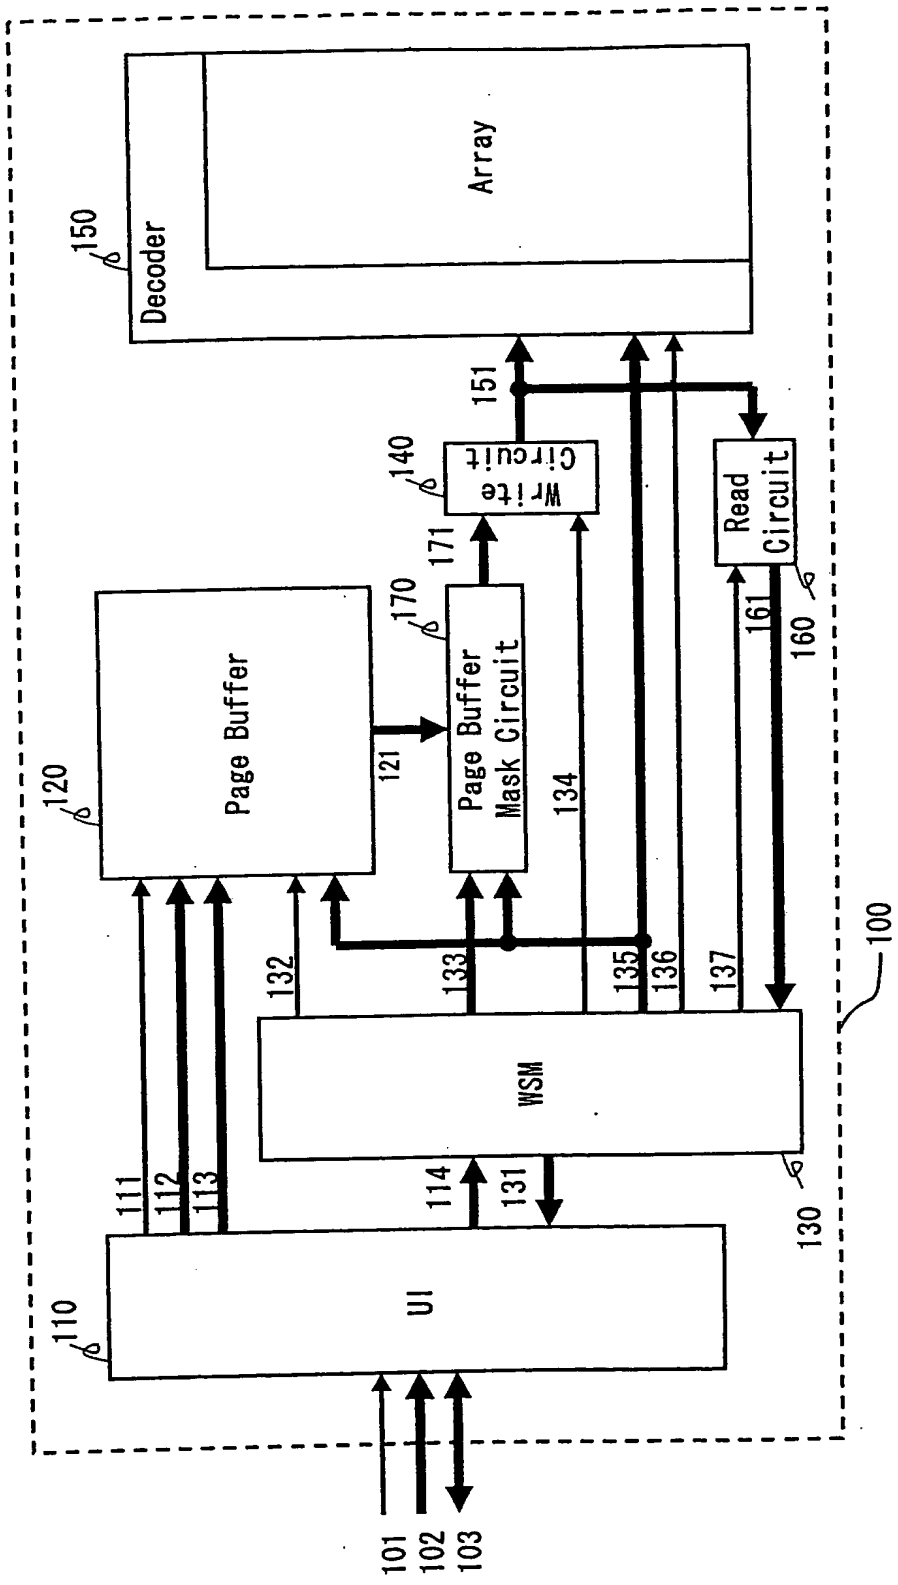 110
120
150
111
112
113
Decoder
Page Buffer
132
121
170
140
101
102
103
UI
114
131
133
Page Buffer
Mask Circuit
171
Write
Circuit
151
Array
WSM
134
135
136
137
Read
Circuit
161
160
130
100